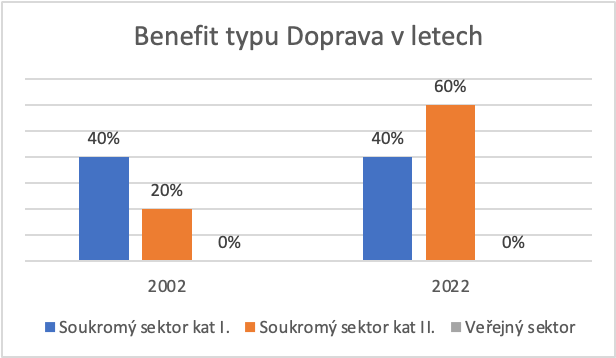 Benefit typu Doprava v letech
40%
20%
0%
40%
60%
0%
2002
2022
Soukromý sektor kat I.
Soukromý sektor kat II.
Veřejný sektor